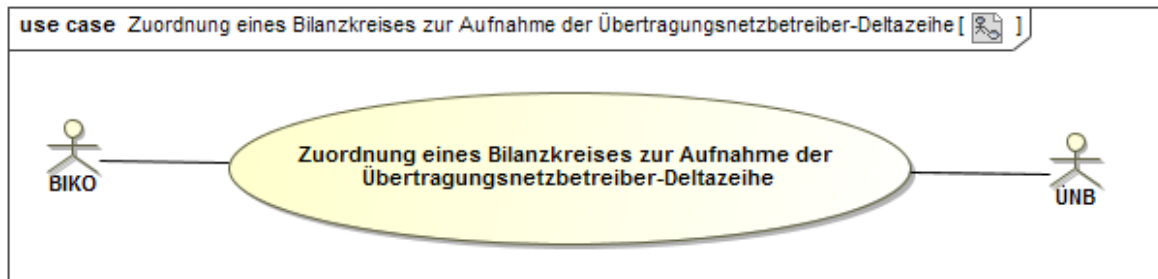 use case Zuordnung eines Bilanzkreises zur Aufnahme der Übertragungsnetzbetreiber-Deltazeihe [ ]
Zuordnung eines Bilanzkreises zur Aufnahme der
Übertragungsnetzbetreiber-Deltazeihe
BIKO
ÜNB